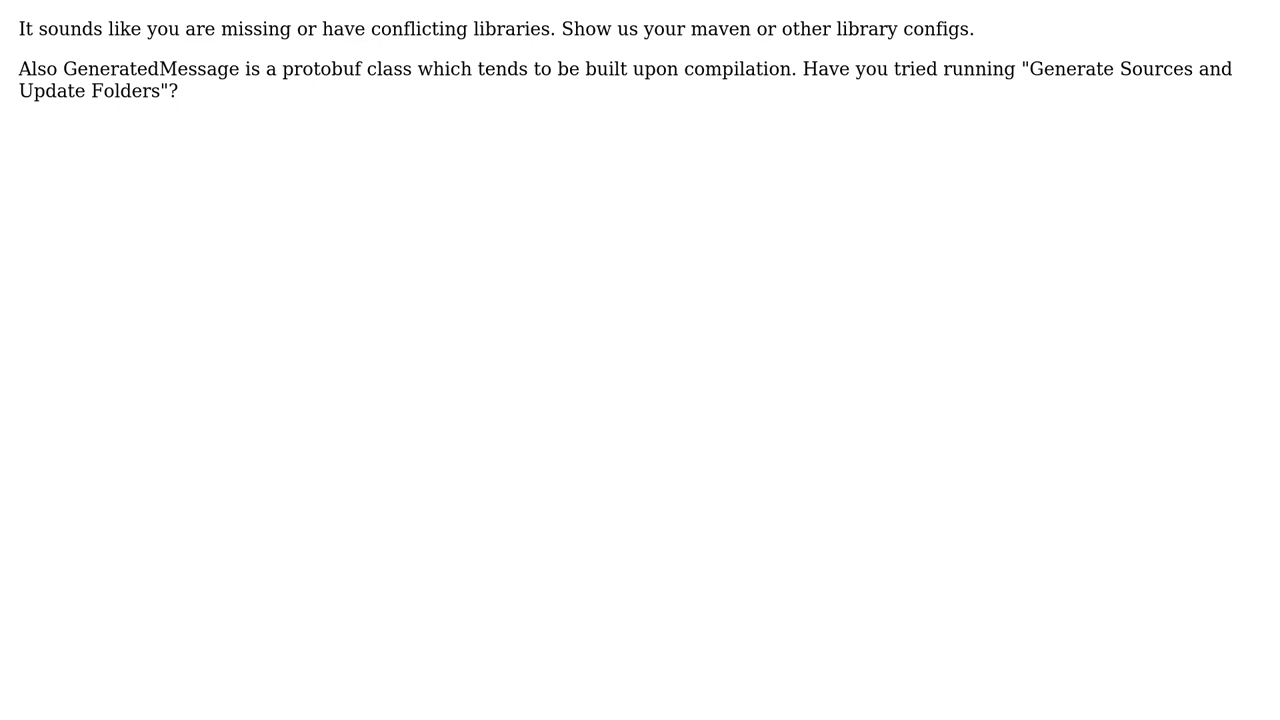 It sounds like you are missing or have conflicting libraries. Show us your maven or other library configs.
Also GeneratedMessage is a protobuf class which tends to be built upon compilation. Have you tried running "Generate Sources and
Update Folders"?